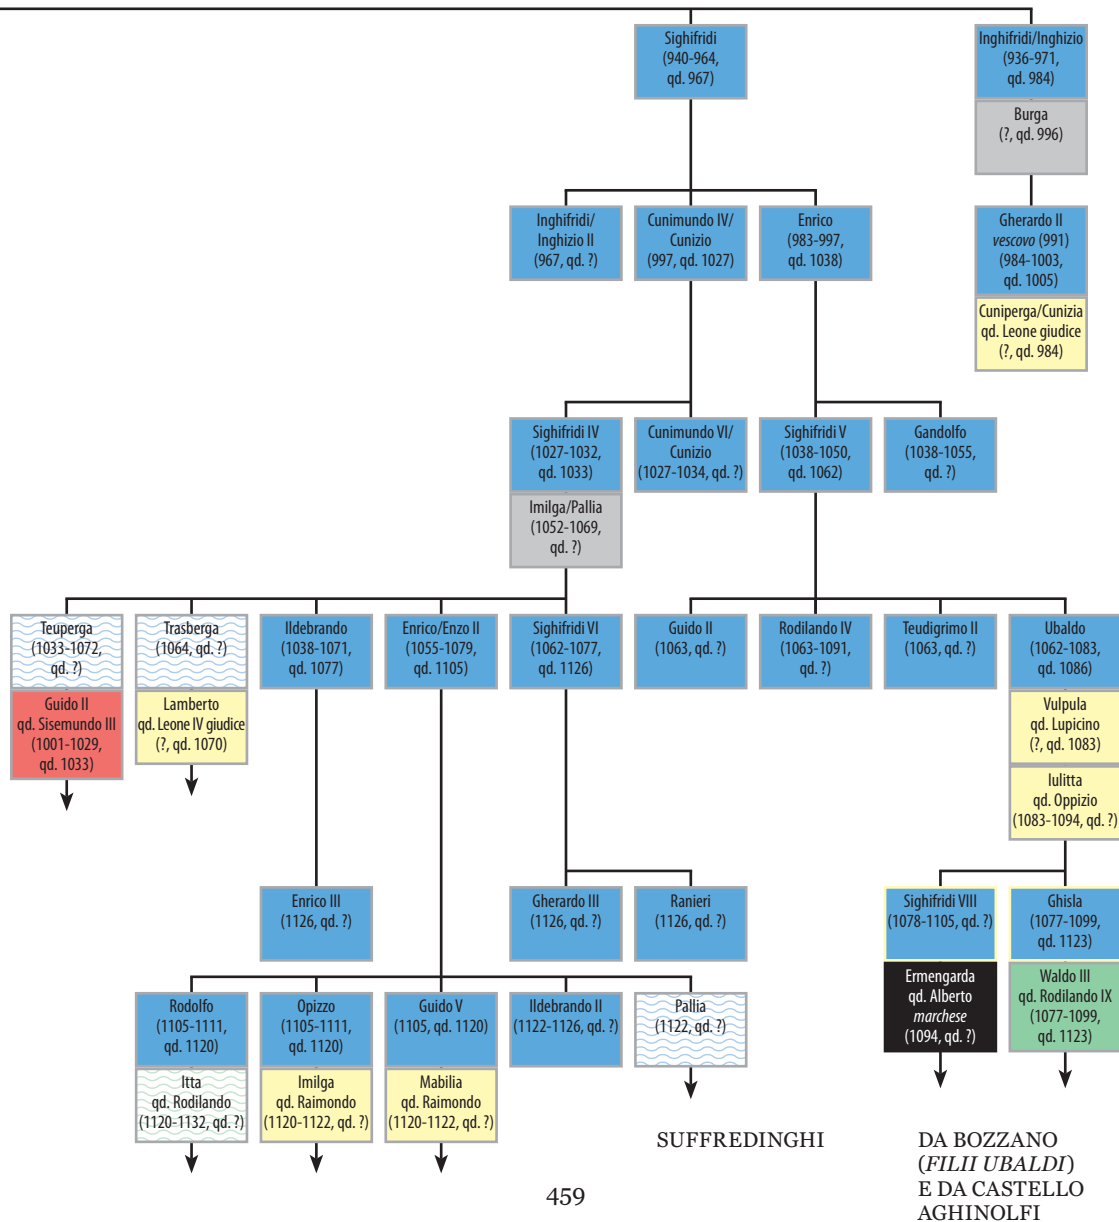 Sighifridi
(940-964,
qd. 967)
Inghifridi/Inghizio
(936-971,
qd. 984)
Burga
(?, qd. 996)
Inghifridi/
Inghizio II
(967, qd. ?)
Cunimundo IV/
Cunizio
(997, qd. 1027)
Enrico
(983-997,
qd. 1038)
Gherardo II
vescovo (991)
(984-1003,
qd. 1005)
Cuniperga/Cunizia
qd. Leone giudice
(?, qd. 984)
Sighifridi IV
(1027-1032,
qd. 1033)
Imilga/Pallia
(1052-1069,
qd. ?)
Cunimundo VI/
Cunizio
(1027-1034, qd. ?)
Sighifridi V
(1038-1050,
qd. 1062)
Gandolfo
(1038-1055,
qd. ?)
Teuperga
(1033-1072,
qd. ?)
Guido II
qd. Sisemundo III
(1001-1029,
qd. 1033)
Trasberga
(1064, qd. ?)
Lamberto
qd. Leone IV giudice
(?, qd. 1070)
Ildebrando
(1038-1071,
qd. 1077)
Enrico/Enzo II
(1055-1079,
qd. 1105)
Sighifridi VI
(1062-1077,
qd. 1126)
Guido II
(1063, qd. ?)
Rodilando IV
(1063-1091,
qd. ?)
Teudigrimo II
(1063, qd. ?)
Ubaldo
(1062-1083,
qd. 1086)
Vulpula
qd. Lupicino
(?, qd. 1083)
Iulitta
qd. Oppizio
(1083-1094, qd. ?)
Enrico III
(1126, qd. ?)
Gherardo III
(1126, qd. ?)
Ranieri
(1126, qd. ?)
Sighifridi VIII
(1078-1105, qd. ?)
Ermengarda
qd. Alberto
marchese
(1094, qd. ?)
Ghisla
(1077-1099,
qd. 1123)
Waldo III
qd. Rodilando IX
(1077-1099,
qd. 1123)
Rodolfo
(1105-1111,
qd. 1120)
Itta
qd. Rodilando
(1120-1132, qd. ?)
Opizzo
(1105-1111,
qd. 1120)
Imilga
qd. Raimondo
(1120-1122, qd. ?)
Guido V
(1105, qd. 1120)
Mabilia
qd. Raimondo
(1120-1122, qd. ?)
Ildebrando II
(1122-1126, qd. ?)
Pallia
(1122, qd. ?)
SUFFREDINGHI
DA BOZZANO
(FILII UBALDI)
E DA CASTELLO
AGHINOLFI
459